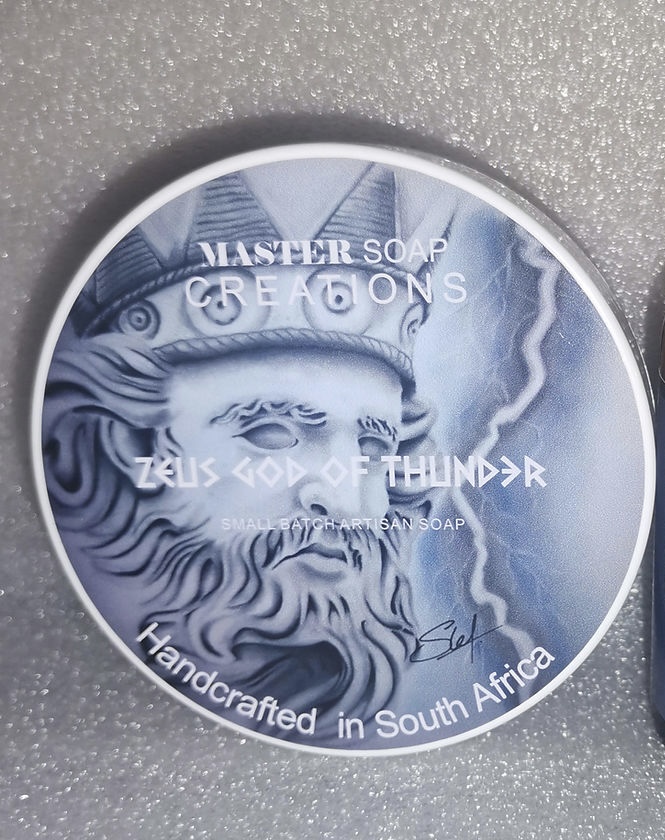 MASTER SOAP
CREATIONS
ZEUS GOD OF THUNDER
SMALL BATCH ARTISAN SOAP
Handcrafted in South Africa